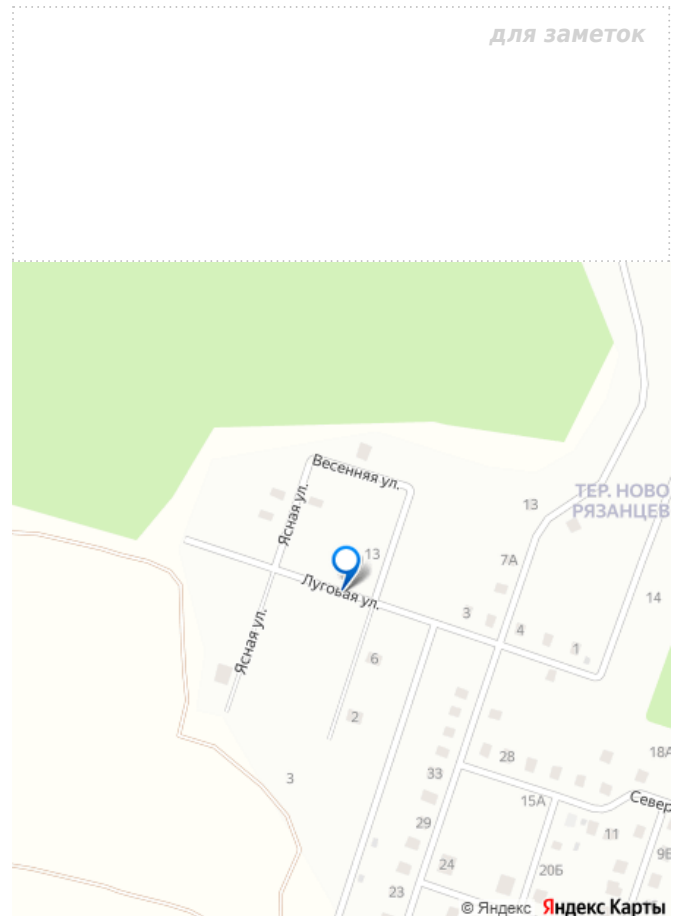 для заметок
Весенняя ул.
Ясная ул.
ТЕР. НОВО
РЯЗАНЦЕВ
13
13
7А
Луговая ул.
14
3
4
1
Ясная ул.
6
2
28
18А
3
33
15А
Север
29
11
9Б
24
20Б
23
© Яндекс Яндекс Карты